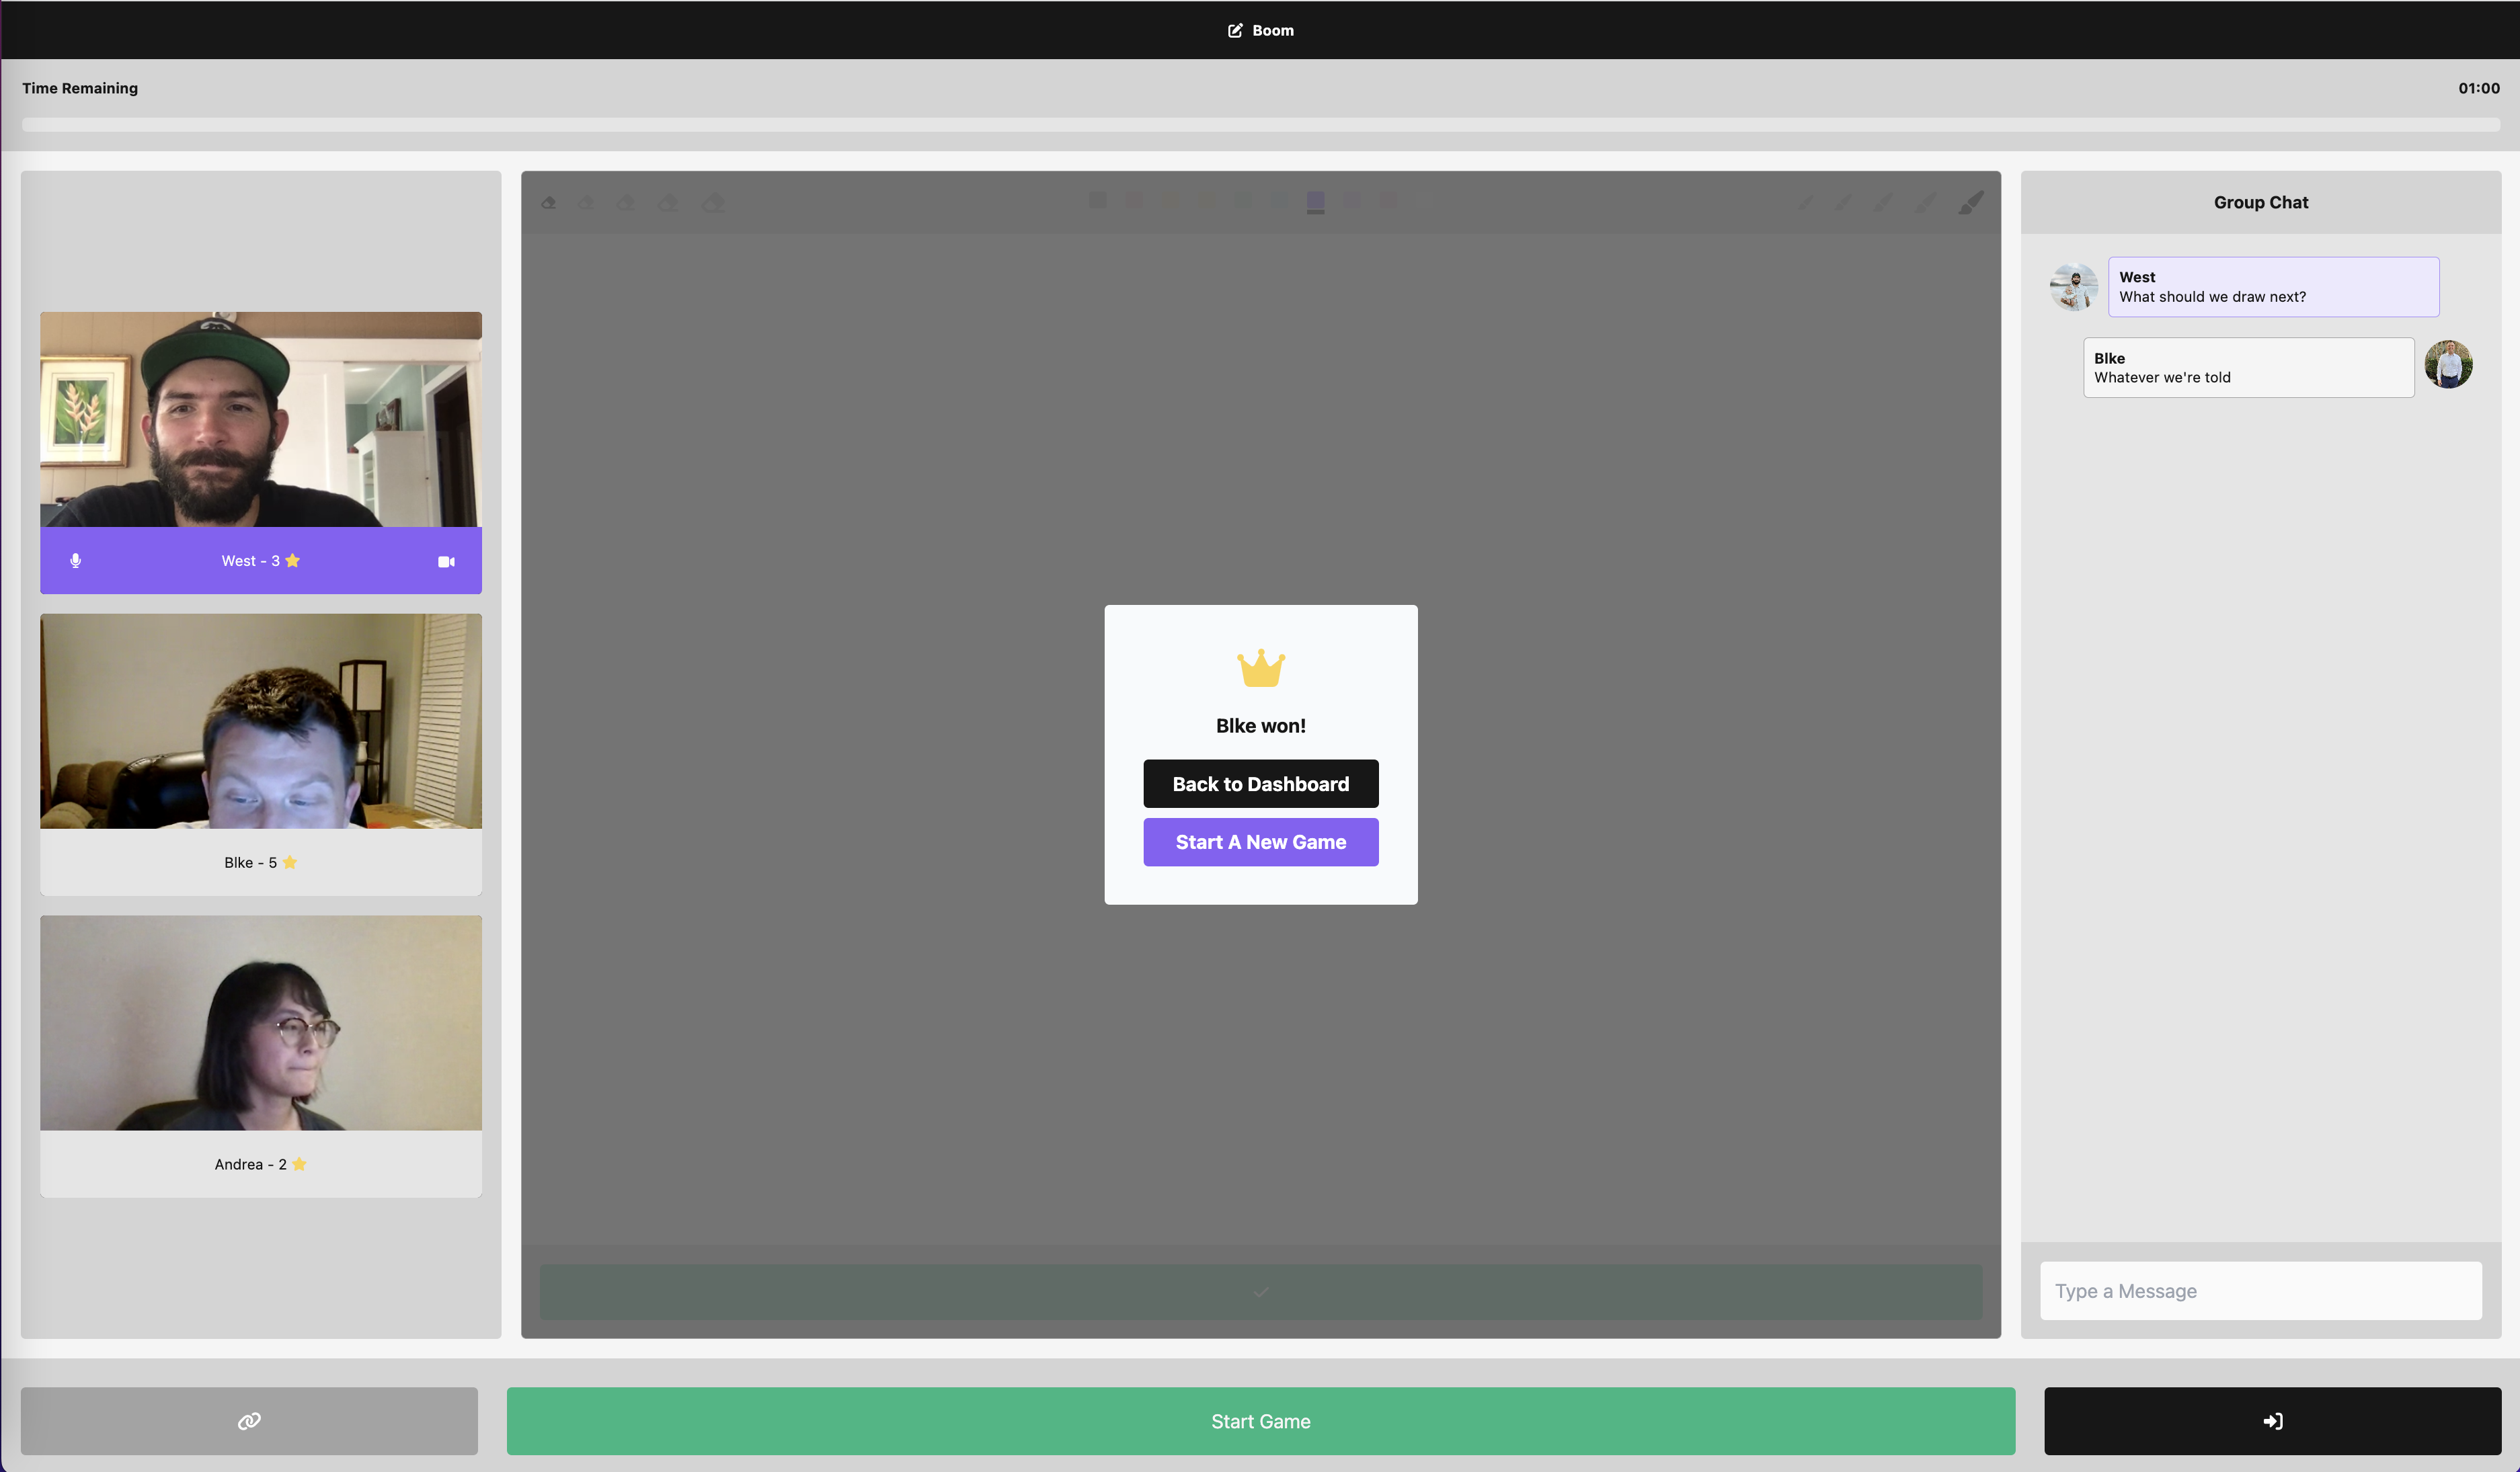 Boom
Time Remaining
01:00
West - 3
Blke - 5
Andrea - 2
Blke won!
Back to Dashboard
Start A New Game
Group Chat
West
What should we draw next?
Blke
Whatever we're told
Type a Message
Start Game